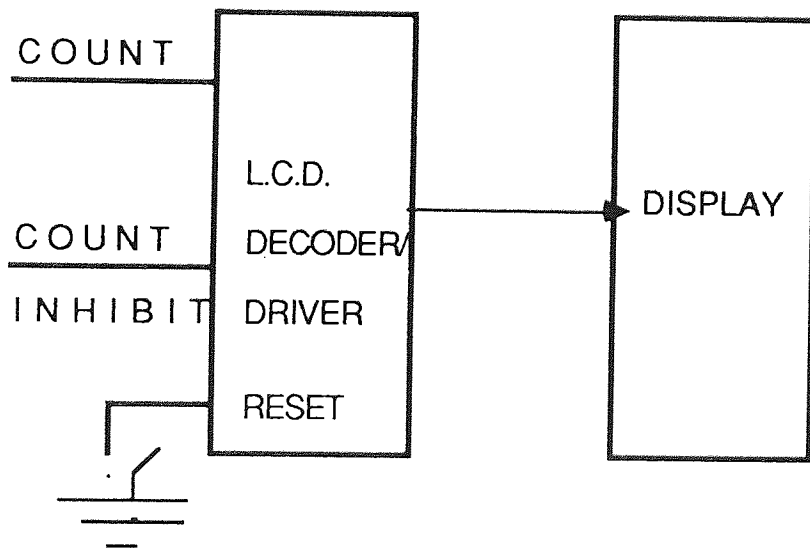 COUNT
L.C.D.
DECODER/
DRIVER
RESET
COUNT
INHIBIT
DISPLAY